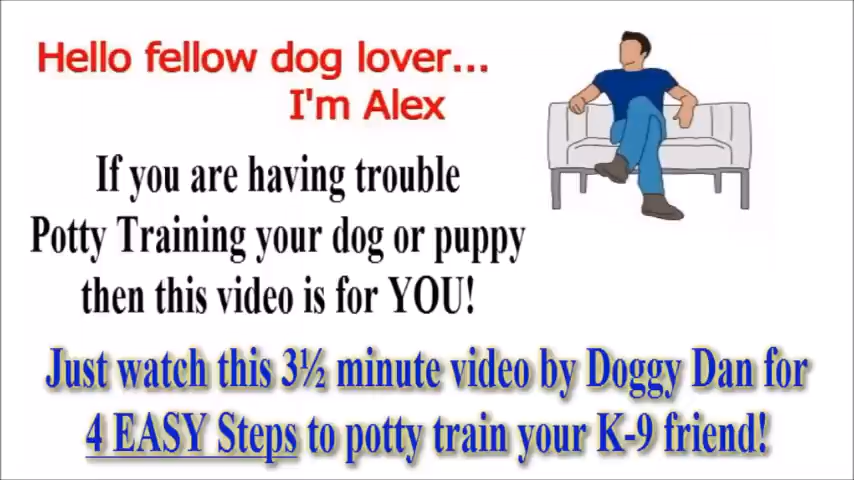 Hello fellow dog lover...
I'm Alex
If you are having trouble
Potty Training your dog or puppy
then this video is for YOU!
Just watch this 3½ minute video by Doggy Dan for
4 EASY Steps to potty train your K-9 friend!